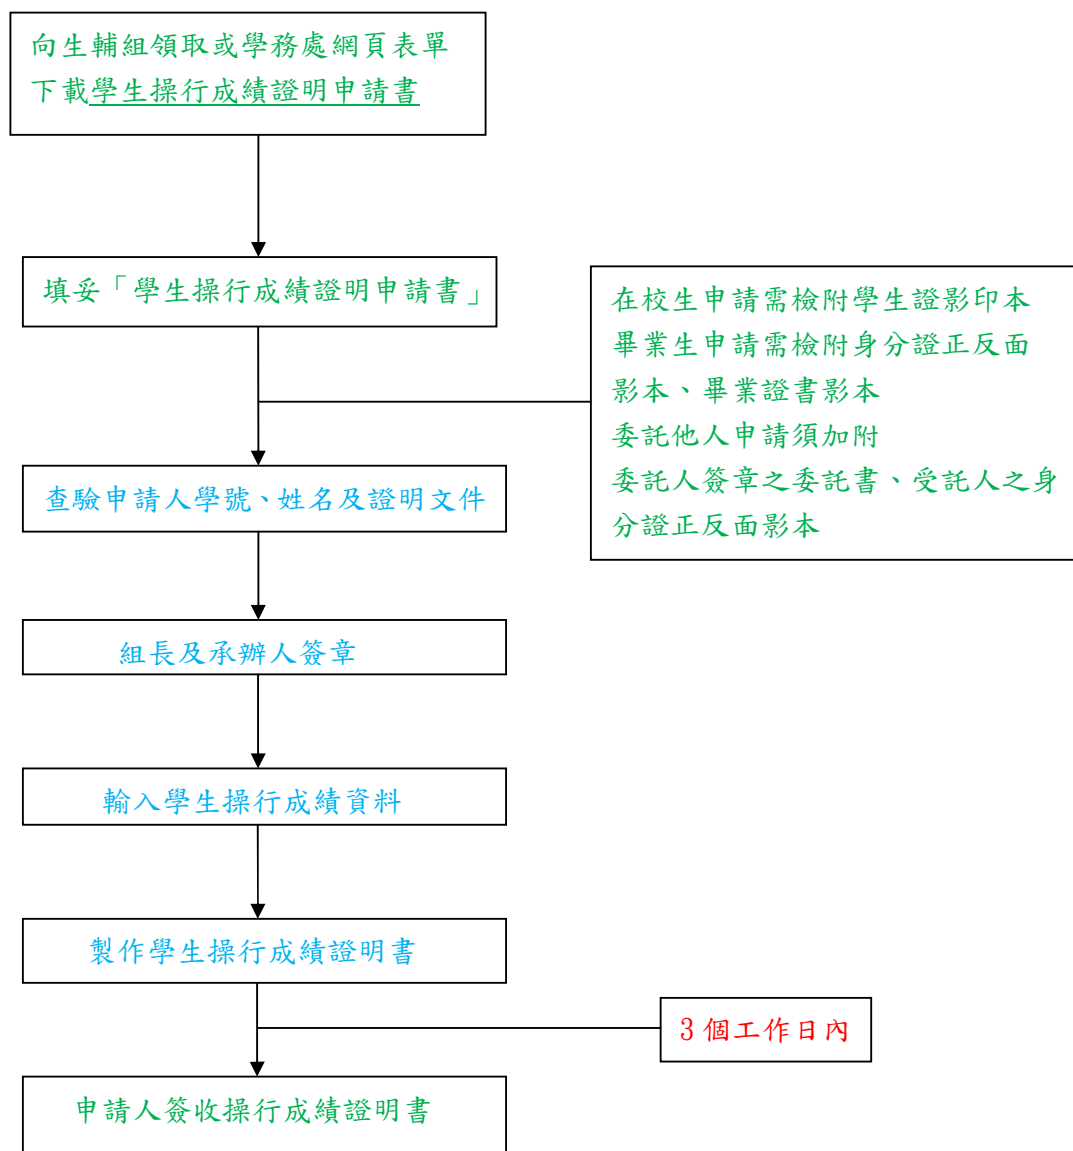 向生輔組領取或學務處網頁表單
下載學生操行成績證明申請書
填妥「學生操行成績證明申請書」
在校生申請需檢附學生證影印本
畢業生申請需檢附身分證正反面
影本、畢業證書影本
委託他人申請須加附
委託人簽章之委託書、受託人之身
分證正反面影本
查驗申請人學號、姓名及證明文件
組長及承辦人簽章
輸入學生操行成績資料
製作學生操行成績證明書
3個工作日內
申請人簽收操行成績證明書